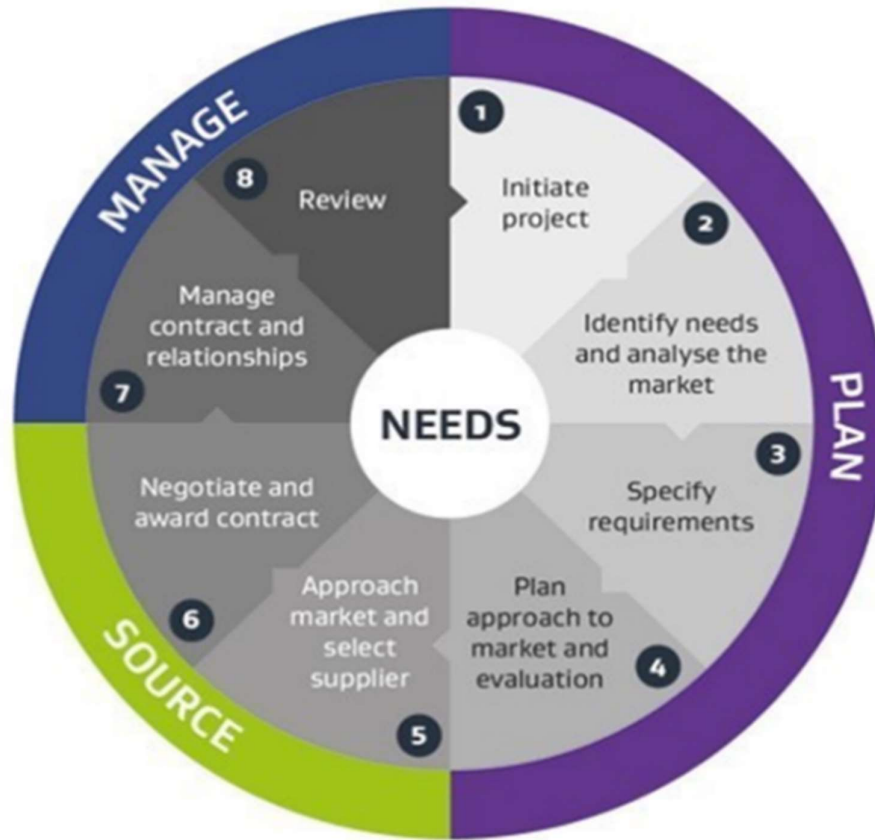 MANAGE
PLAN
SOURCE
NEEDS
1
Initiate
project
2
Identify needs
and analyse the
market
3
Specify
requirements
4
Plan
approach to
market and
evaluation
5
Approach
market and
select
supplier
6
Negotiate and
award contract
7
Manage
contract and
relationships
8
Review